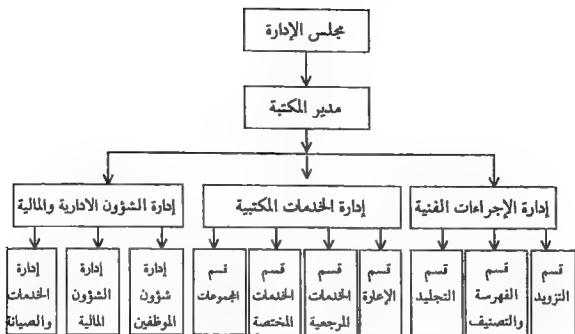 مجلس الإدارة
مدير المكتبة
إدارة الإجراءات الفنية
إدارة الخدمات المكتبية
إدارة الشؤون الادارية والمالية
قسم
التزويد
قسم
الفهرسة
والتصنيف
قسم
التجليد
قسم
الإعارة
قسم
الخدمات
المرجعية
قسم
الخدمات
المختصة
قسم
المجموعات
إدارة
شؤون
الموظفين
إدارة
الشؤون
المالية
إدارة
الخدمات
والصيانة